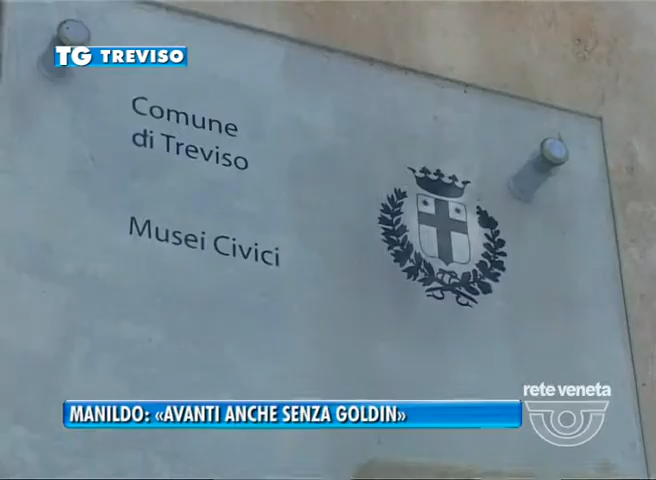 TG TREVISO
Comune
di Treviso
Musei Civici
rete veneta
MANILDO: «AVANTI ANCHE SENZA GOLDIN»